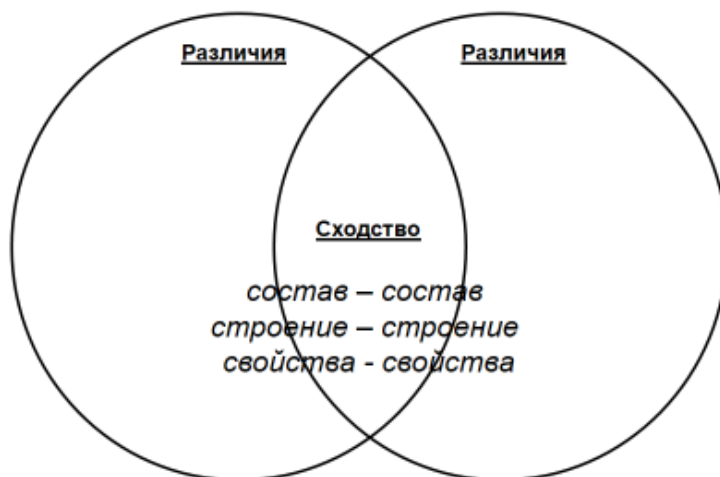 Различия Различия
Сходство
состав – состав
строение – строение
свойства - свойства